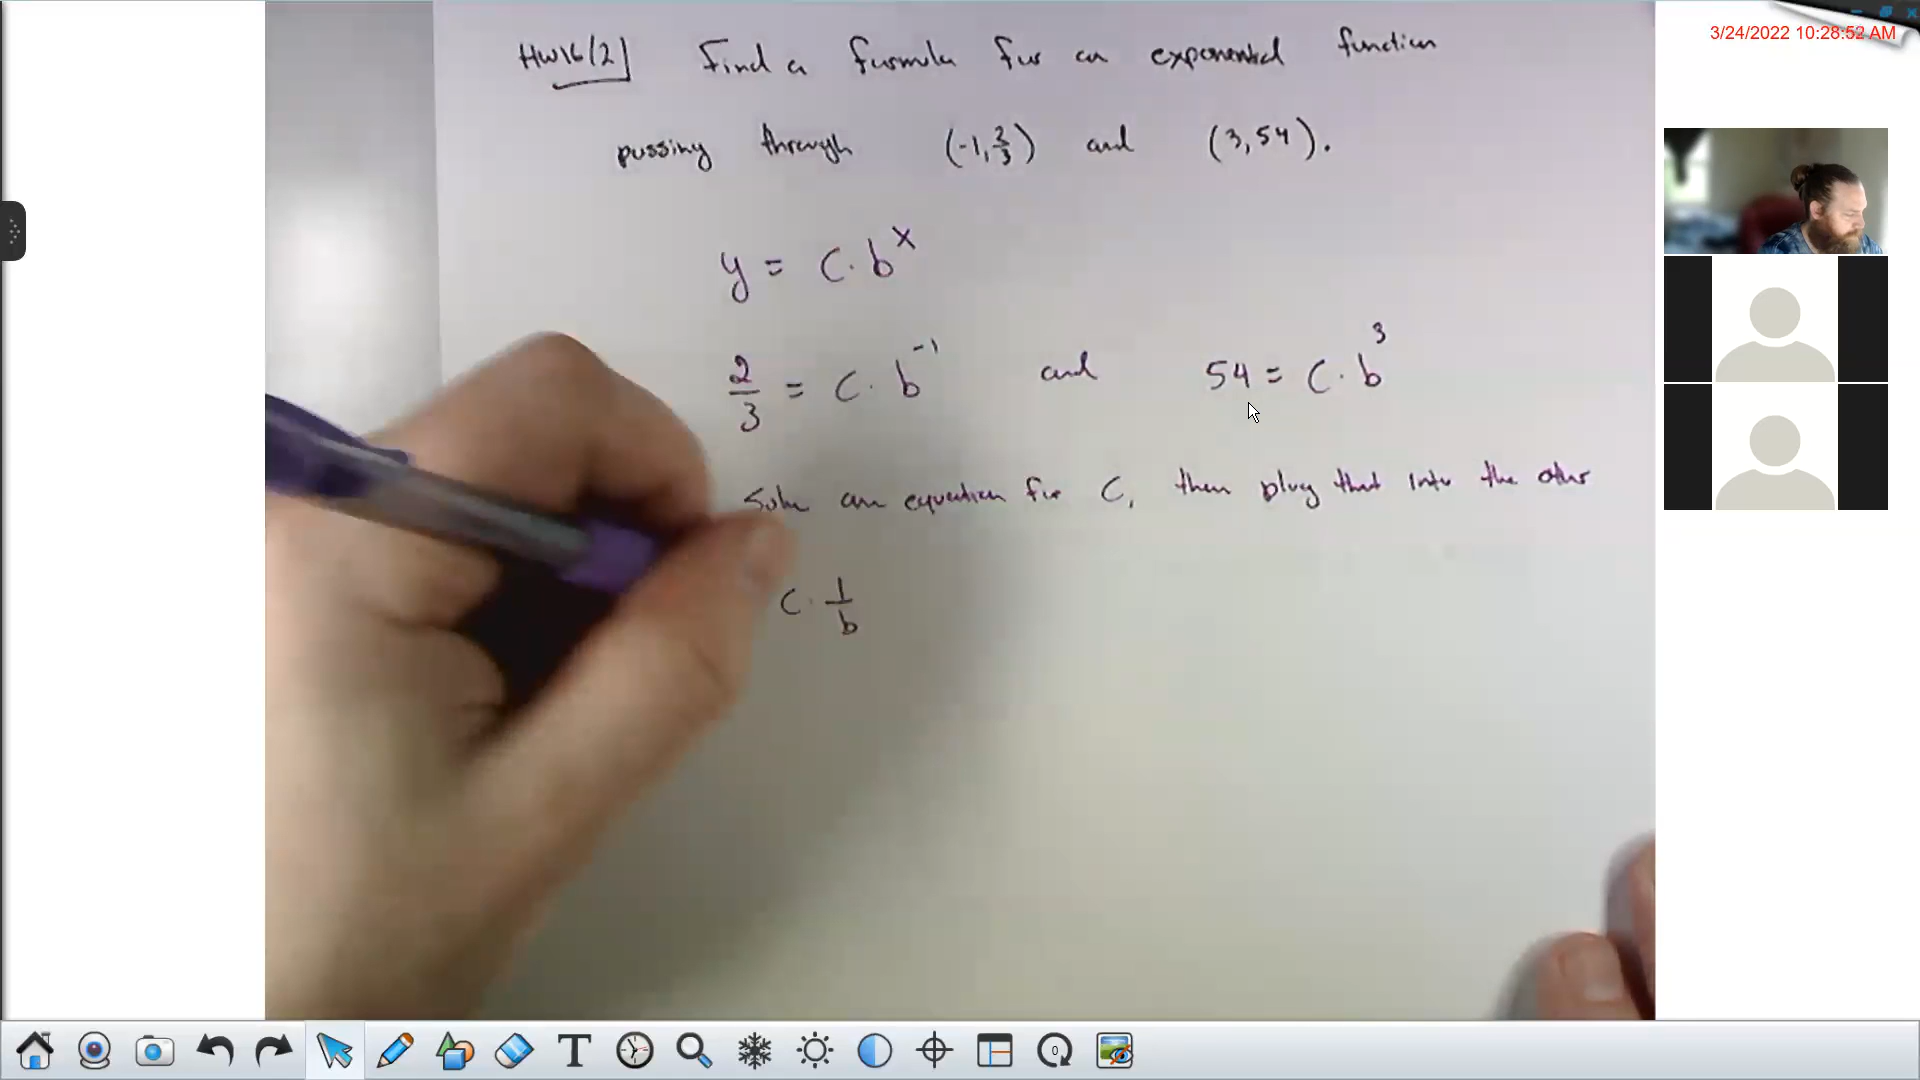 3/24/2022 10:28:52 AM
HW16/2] Find a formula for an exponential function
passing through (-1, 2/3) and (3, 54).
y = C · b^x
2/3 = C · b^-1 and 54 = C · b^3
Solve an equation for C, then plug that into the other
C · 1/b
T
0